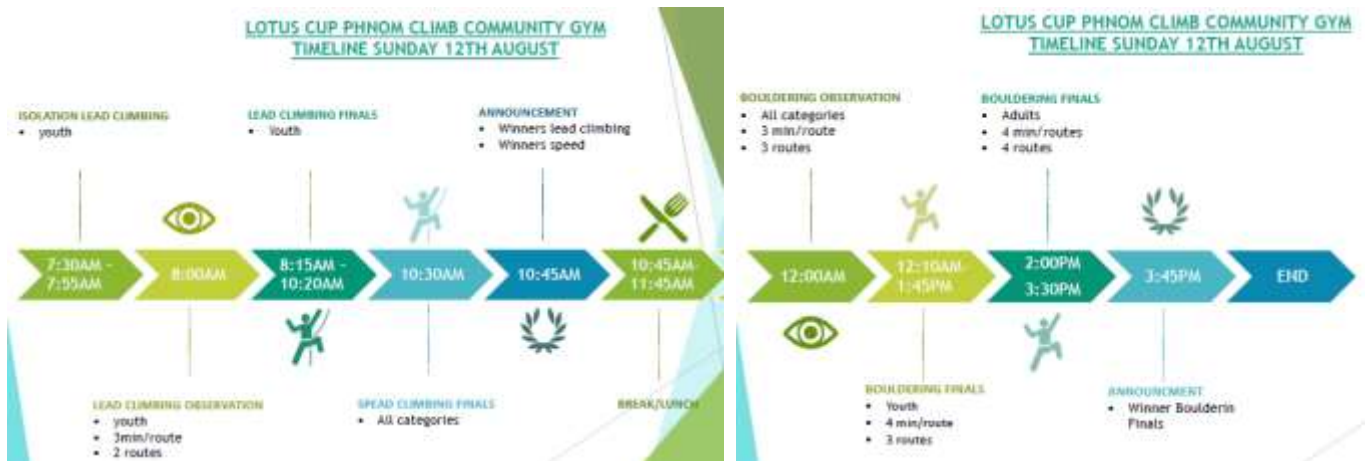 LOTUS CUP PHNOM CLIMB COMMUNITY GYM
TIMELINE SUNDAY 12TH AUGUST
ISOLATION LEAD CLIMBING
• youth
LEAD CLIMBING FINALS
• Youth
ANNOUNCEMENT
• Winners lead climbing
• Winners speed
7:30AM –
7:55AM
8:00AM
8:15AM –
10:20AM
10:30AM
10:45AM
10:45AM-
11:45AM
LEAD CLIMBING OBSERVATION
• youth
• 3min/route
• 2 routes
SPEAD CLIMBING FINALS
• All categories
BREAK/LUNCH
LOTUS CUP PHNOM CLIMB COMMUNITY GYM
TIMELINE SUNDAY 12TH AUGUST
BOULDERING OBSERVATION
• All categories
• 3 min/route
• 3 routes
BOULDERING FINALS
• Adults
• 4 min/routes
• 4 routes
12:00AM
12:10AM-
1:45PM
2:00PM
3:30PM
3:45PM
END
BOULDERING FINALS
• Youth
• 4 min/route
• 3 routes
ANNOUNCMENT
• Winner Boulderin
Finals